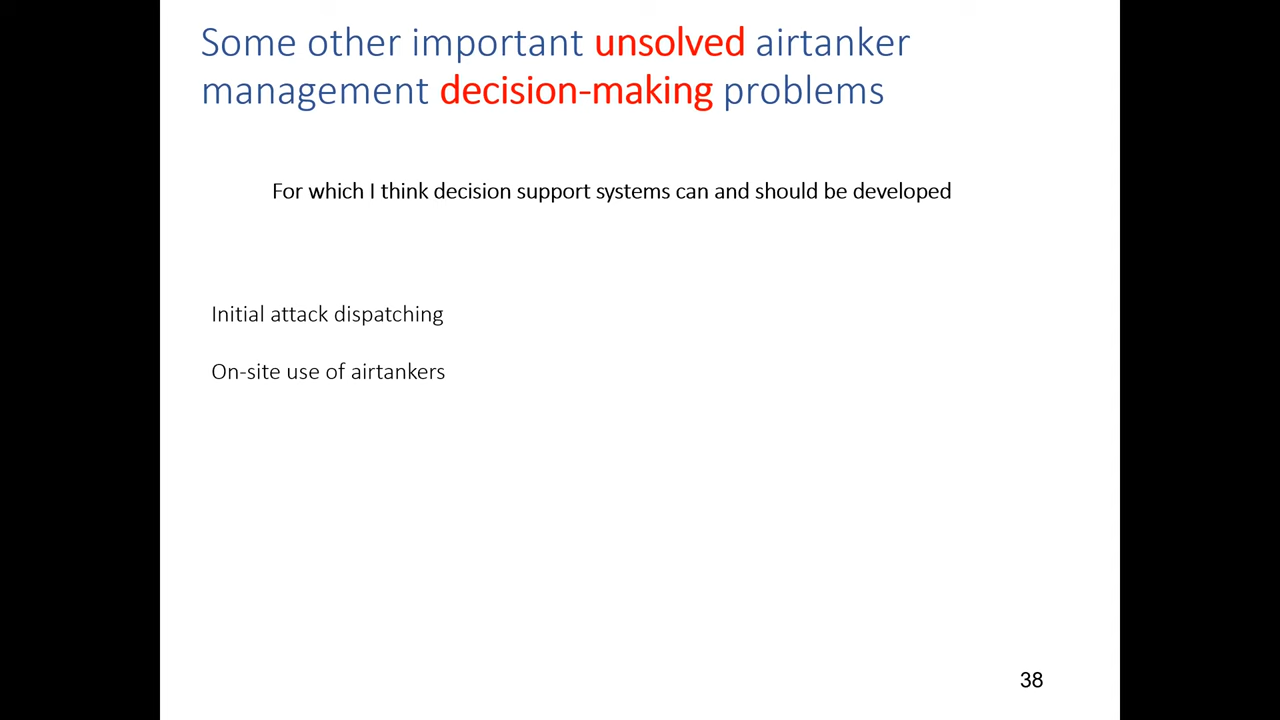 Some other important unsolved airtanker
management decision-making problems
For which I think decision support systems can and should be developed
Initial attack dispatching
On-site use of airtankers
38